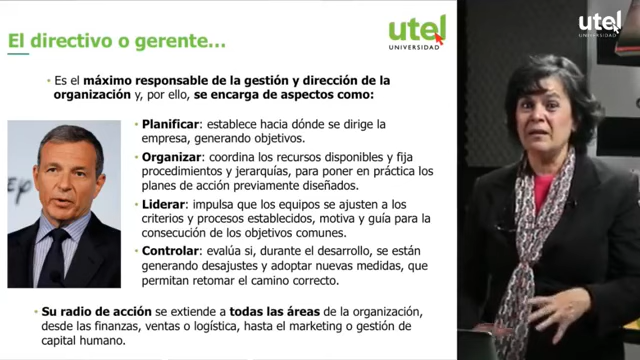 El directivo o gerente...
utel
UNIVERSIDAD
utel
UNIVERSIDAD
• Es el máximo responsable de la gestión y dirección de la
organización y, por ello, se encarga de aspectos como:
• Planificar: establece hacia dónde se dirige la
empresa, generando objetivos.
• Organizar: coordina los recursos disponibles y fija
procedimientos y jerarquías, para poner en práctica los
planes de acción previamente diseñados.
• Liderar: impulsa que los equipos se ajusten a los
criterios y procesos establecidos, motiva y guía para la
consecución de los objetivos comunes.
• Controlar: evalúa si, durante el desarrollo, se están
generando desajustes y adoptar nuevas medidas, que
permitan retomar el camino correcto.
• Su radio de acción se extiende a todas las áreas de la organización,
desde las finanzas, ventas o logística, hasta el marketing o gestión de
capital humano.